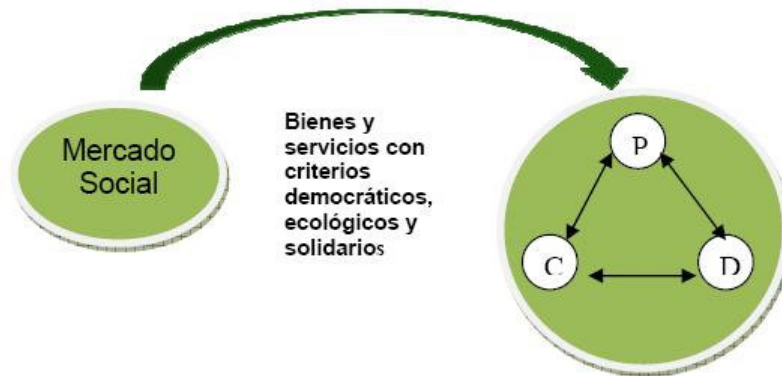 Mercado
Social
Bienes y
servicios con
criterios
democráticos,
ecológicos y
solidarios
P
C
D